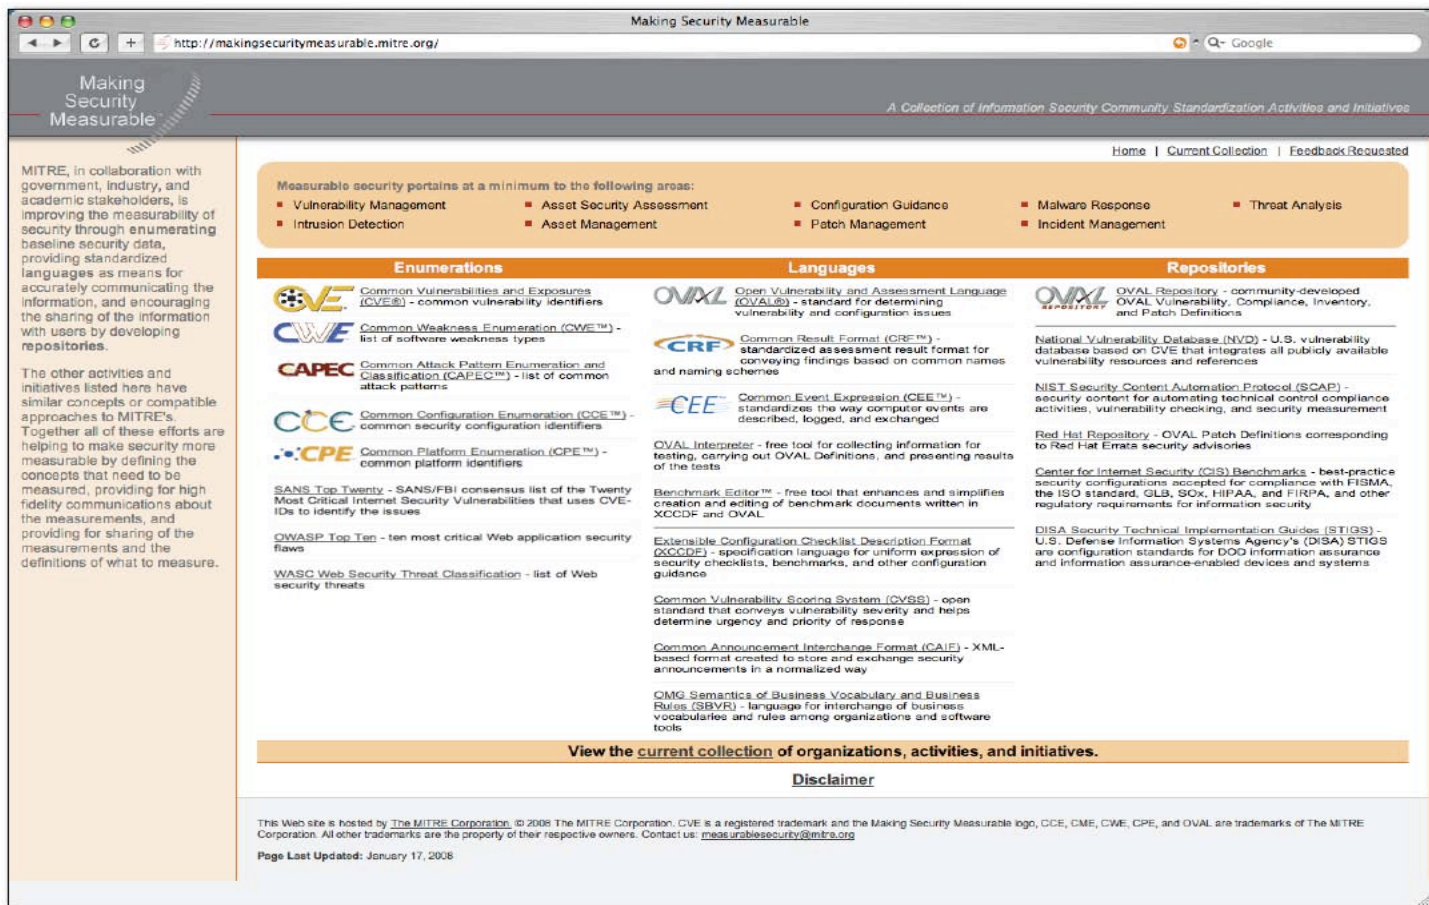 Making Security Measurable
http://makingsecuritymeasurable.mitre.org/
Google
Making
Security
Measurable
A Collection of Information Security Community Standardization Activities and Initiatives
Home | Current Collection | Feedback Requested
MITRE, in collaboration with
government, industry, and
academic stakeholders, is
improving the measurability of
security through enumerating
baseline security data,
providing standardized
languages as means for
accurately communicating the
information, and encouraging
the sharing of the information
with users by developing
repositories.
The other activities and
initiatives listed here have
similar concepts or compatible
approaches to MITRE's.
Together all of these efforts are
helping to make security more
measurable by defining the
concepts that need to be
measured, providing for high
fidelity communications about
the measurements, and
providing for sharing of the
measurements and the
definitions of what to measure.
Measurable security pertains at a minimum to the following areas:
Vulnerability Management
Asset Security Assessment
Configuration Guidance
Malware Response
Threat Analysis
Intrusion Detection
Asset Management
Patch Management
Incident Management
Enumerations
CVE
Common Vulnerabilities and Exposures
(CVE®) - common vulnerability identifiers
CWE
Common Weakness Enumeration (CWE™) -
list of software weakness types
CAPEC
Common Attack Pattern Enumeration and
Classification (CAPEC™) - list of common
attack patterns
CCE
Common Configuration Enumeration (CCE™) -
common security configuration identifiers
CPE
Common Platform Enumeration (CPE™) -
common platform identifiers
SANS Top Twenty - SANS/FBI consensus list of the Twenty
Most Critical Internet Security Vulnerabilities that uses CVE-
IDs to identify the issues
OWASP Top Ten - ten most critical Web application security
flaws
WASC Web Security Threat Classification - list of Web
security threats
Languages
OVAL
Open Vulnerability and Assessment Language
(OVAL®) - standard for determining
vulnerability and configuration issues
CRF
Common Result Format (CRF™) -
standardized assessment result format for
conveying findings based on common names
and naming schemes
CEE
Common Event Expression (CEE™) -
standardizes the way computer events are
described, logged, and exchanged
OVAL Interpreter - free tool for collecting information for
testing, carrying out OVAL Definitions, and presenting results
of the tests
Benchmark Editor™ - free tool that enhances and simplifies
creation and editing of benchmark documents written in
XCCDF and OVAL
Extensible Configuration Checklist Description Format
(XCCDF) - specification language for uniform expression of
security checklists, benchmarks, and other configuration
guidance
Common Vulnerability Scoring System (CVSS) - open
standard that conveys vulnerability severity and helps
determine urgency and priority of response
Common Announcement Interchange Format (CAIF) - XML-
based format created to store and exchange security
announcements in a normalized way
OMG Semantics of Business Vocabulary and Business
Rules (SBVR) - language for interchange of business
vocabularies and rules among organizations and software
tools
Repositories
OVAL
REPOSITORY
OVAL Repository - community-developed
OVAL Vulnerability, Compliance, Inventory,
and Patch Definitions
National Vulnerability Database (NVD) - U.S. vulnerability
database based on CVE that integrates all publicly available
vulnerability resources and references
NIST Security Content Automation Protocol (SCAP) -
security content for automating technical control compliance
activities, vulnerability checking, and security measurement
Red Hat Repository - OVAL Patch Definitions corresponding
to Red Hat Errata security advisories
Center for Internet Security (CIS) Benchmarks - best-practice
security configurations accepted for compliance with FISMA,
the ISO standard, GLB, SOx, HIPAA, and FIRPA, and other
regulatory requirements for information security
DISA Security Technical Implementation Guides (STIGS) -
U.S. Defense Information Systems Agency's (DISA) STIGS
are configuration standards for DOD information assurance
and information assurance-enabled devices and systems
View the current collection of organizations, activities, and initiatives.
Disclaimer
This Web site is hosted by The MITRE Corporation. © 2008 The MITRE Corporation. CVE is a registered trademark and the Making Security Measurable logo, CCE, CME, CWE, CPE, and OVAL are trademarks of The MITRE
Corporation. All other trademarks are the property of their respective owners. Contact us: measurablesecurity@mitre.org
Page Last Updated: January 17, 2008